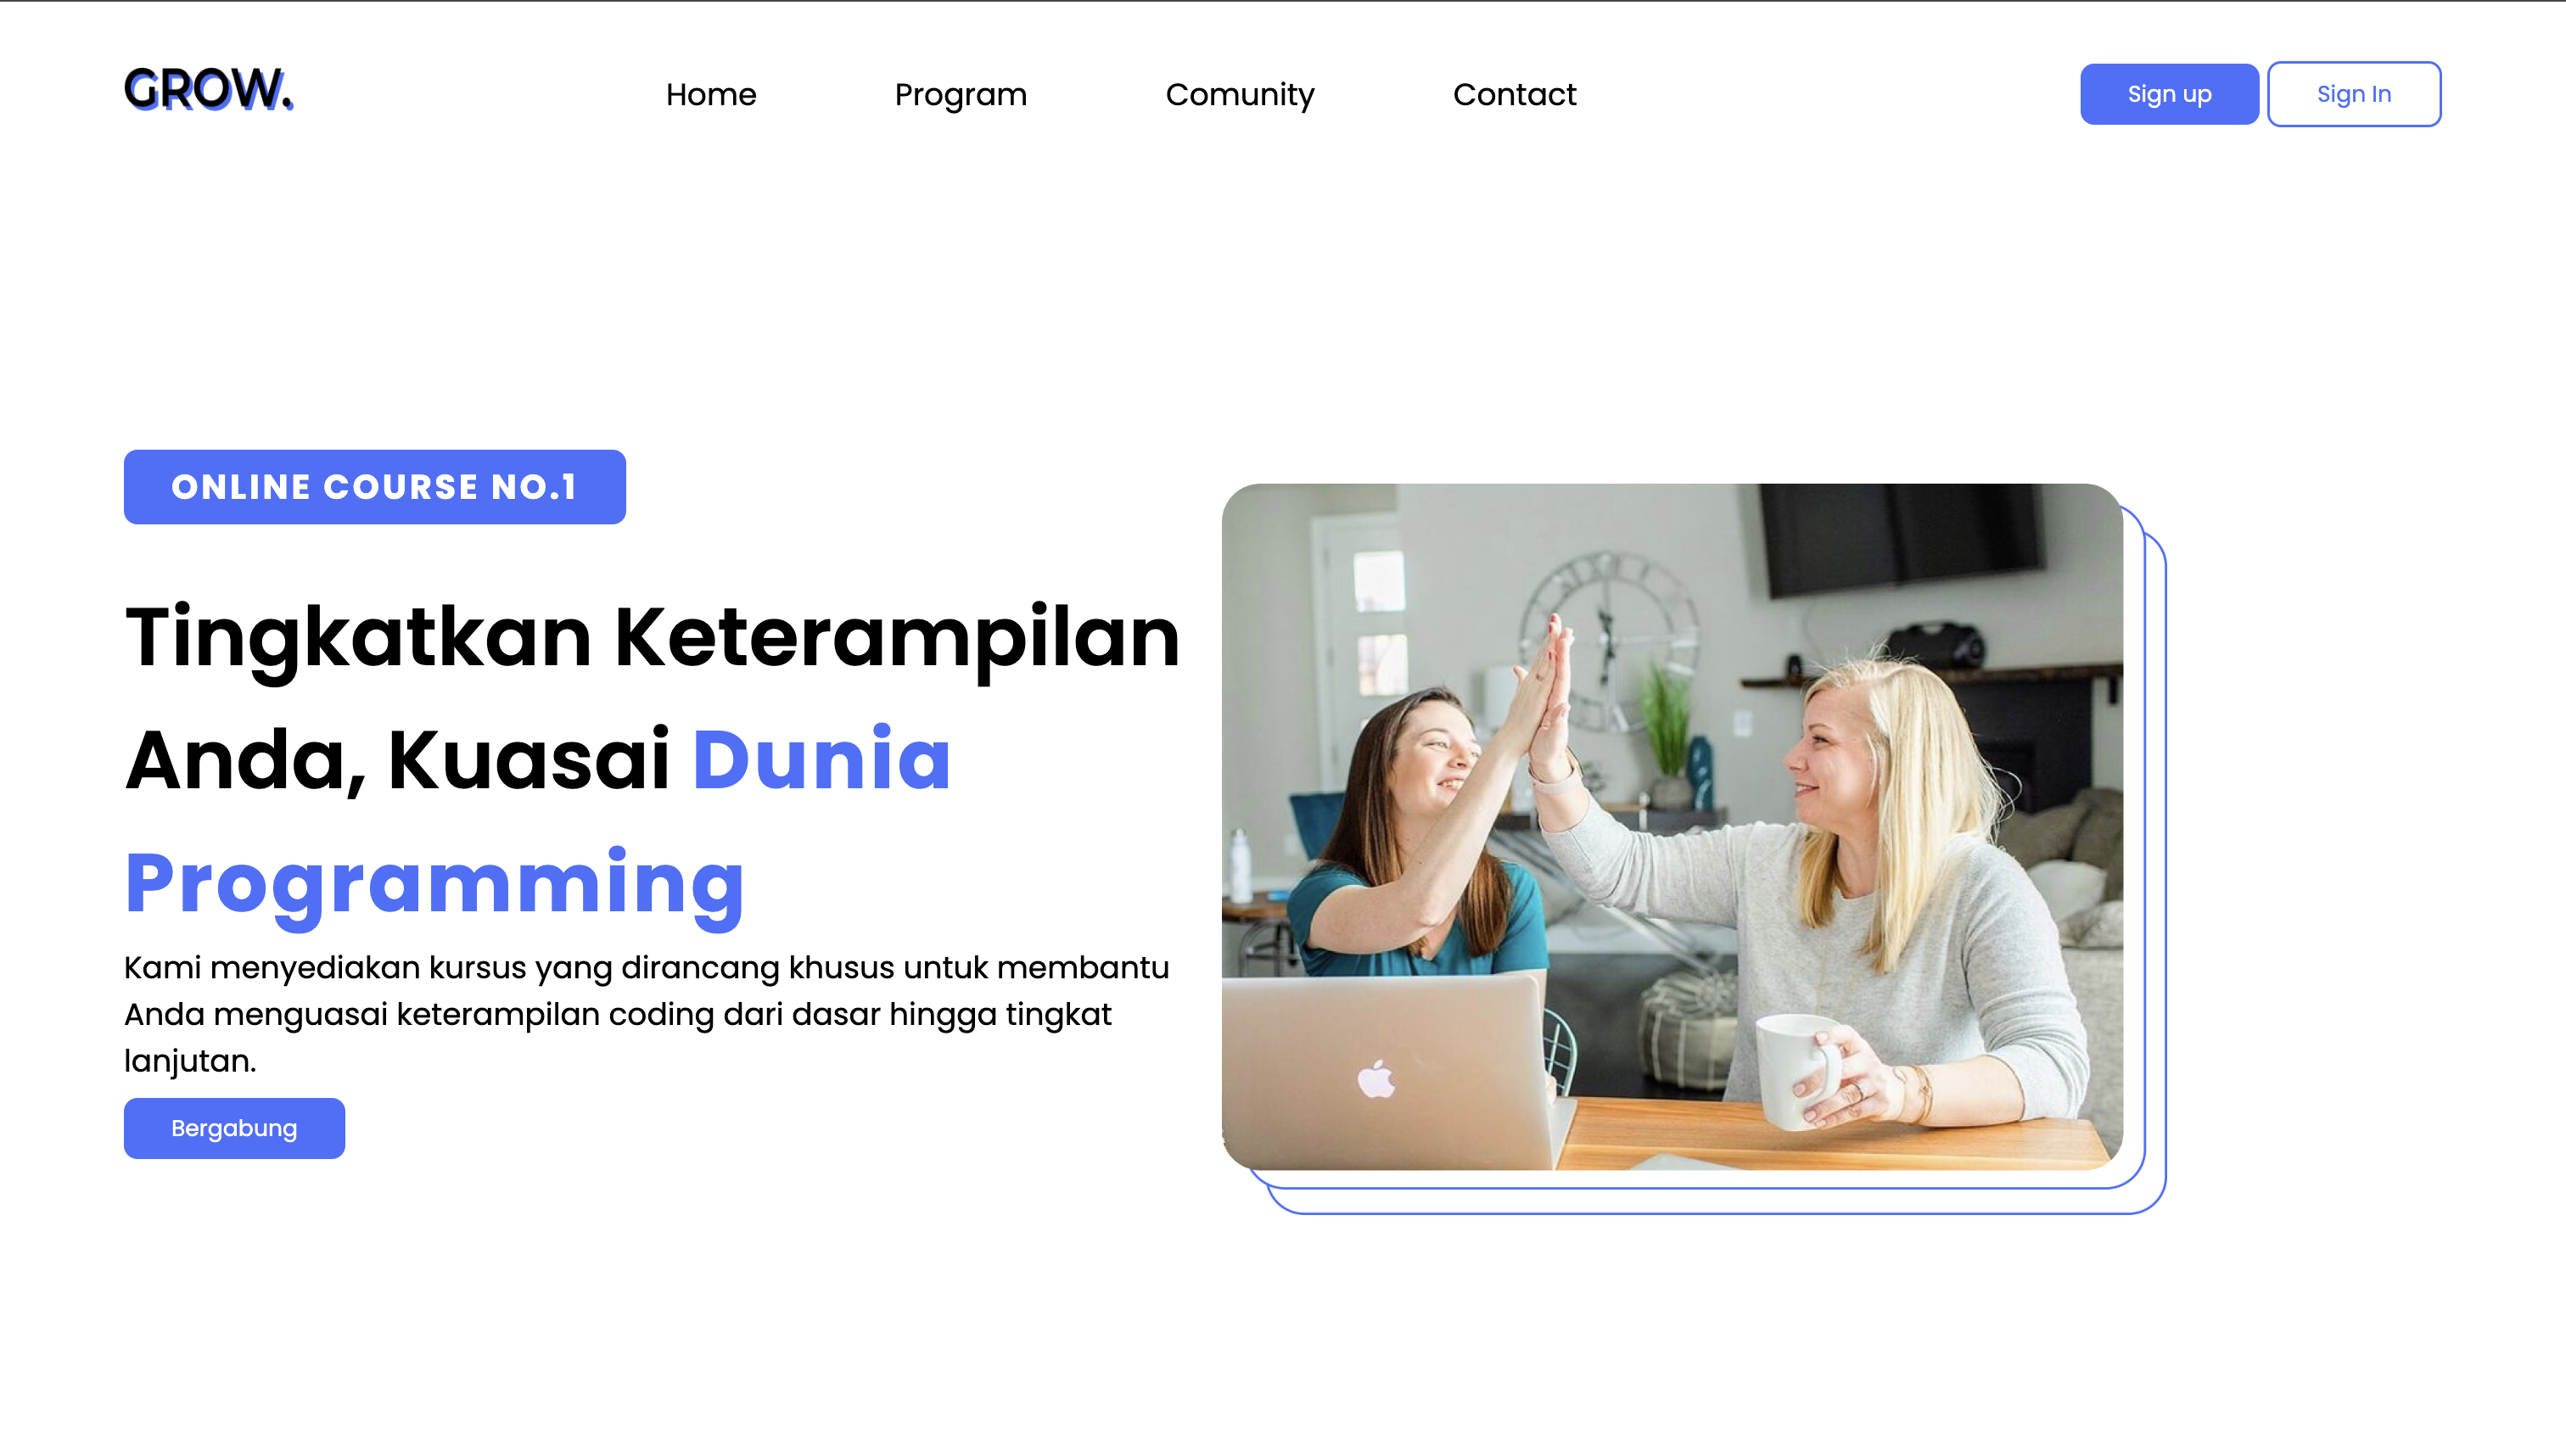 GROW.
Home
Program
Comunity
Contact
Sign up
Sign In
ONLINE COURSE NO.1
Tingkatkan Keterampilan
Anda, Kuasai Dunia
Programming
Kami menyediakan kursus yang dirancang khusus untuk membantu
Anda menguasai keterampilan coding dari dasar hingga tingkat
lanjutan.
Bergabung